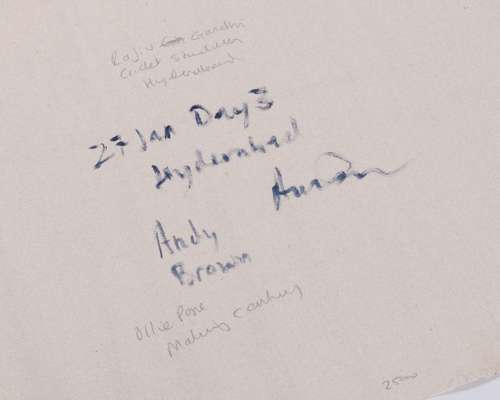 Rajiv Gandhi
Cricket Stadium
Hyderabad
27 Jan Day 3
Hyderabad
Andy
Brown
Ollie Pope
Making century